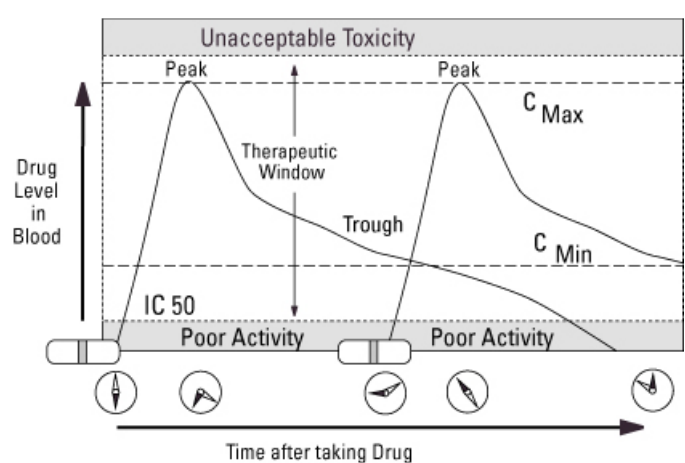 Unacceptable Toxicity
Peak
Peak
C Max
Drug
Level
in
Blood
Therapeutic
Window
Trough
C Min
IC 50
Poor Activity
Poor Activity
Time after taking Drug